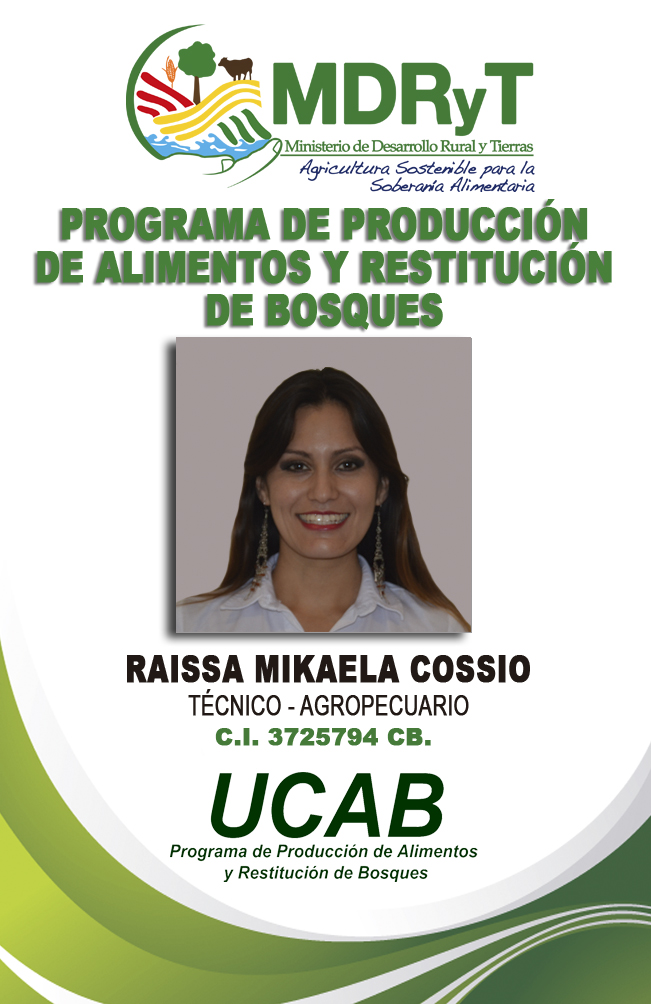 MDRyT
Ministerio de Desarrollo Rural y Tierras
Agricultura Sostenible para la
Soberanía Alimentaria
PROGRAMA DE PRODUCCIÓN
DE ALIMENTOS Y RESTITUCIÓN
DE BOSQUES
RAISSA MIKAELA COSSIO
TÉCNICO - AGROPECUARIO
C.I. 3725794 CB.
UCAB
Programa de Producción de Alimentos
y Restitución de Bosques